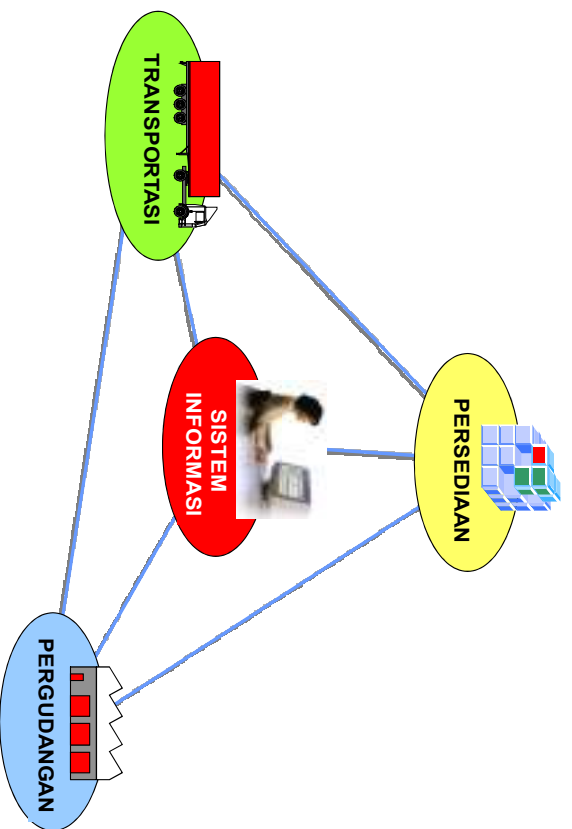 PERSEDIAAN
SISTEM
INFORMASI
TRANSPORTASI
PERGUDANGAN